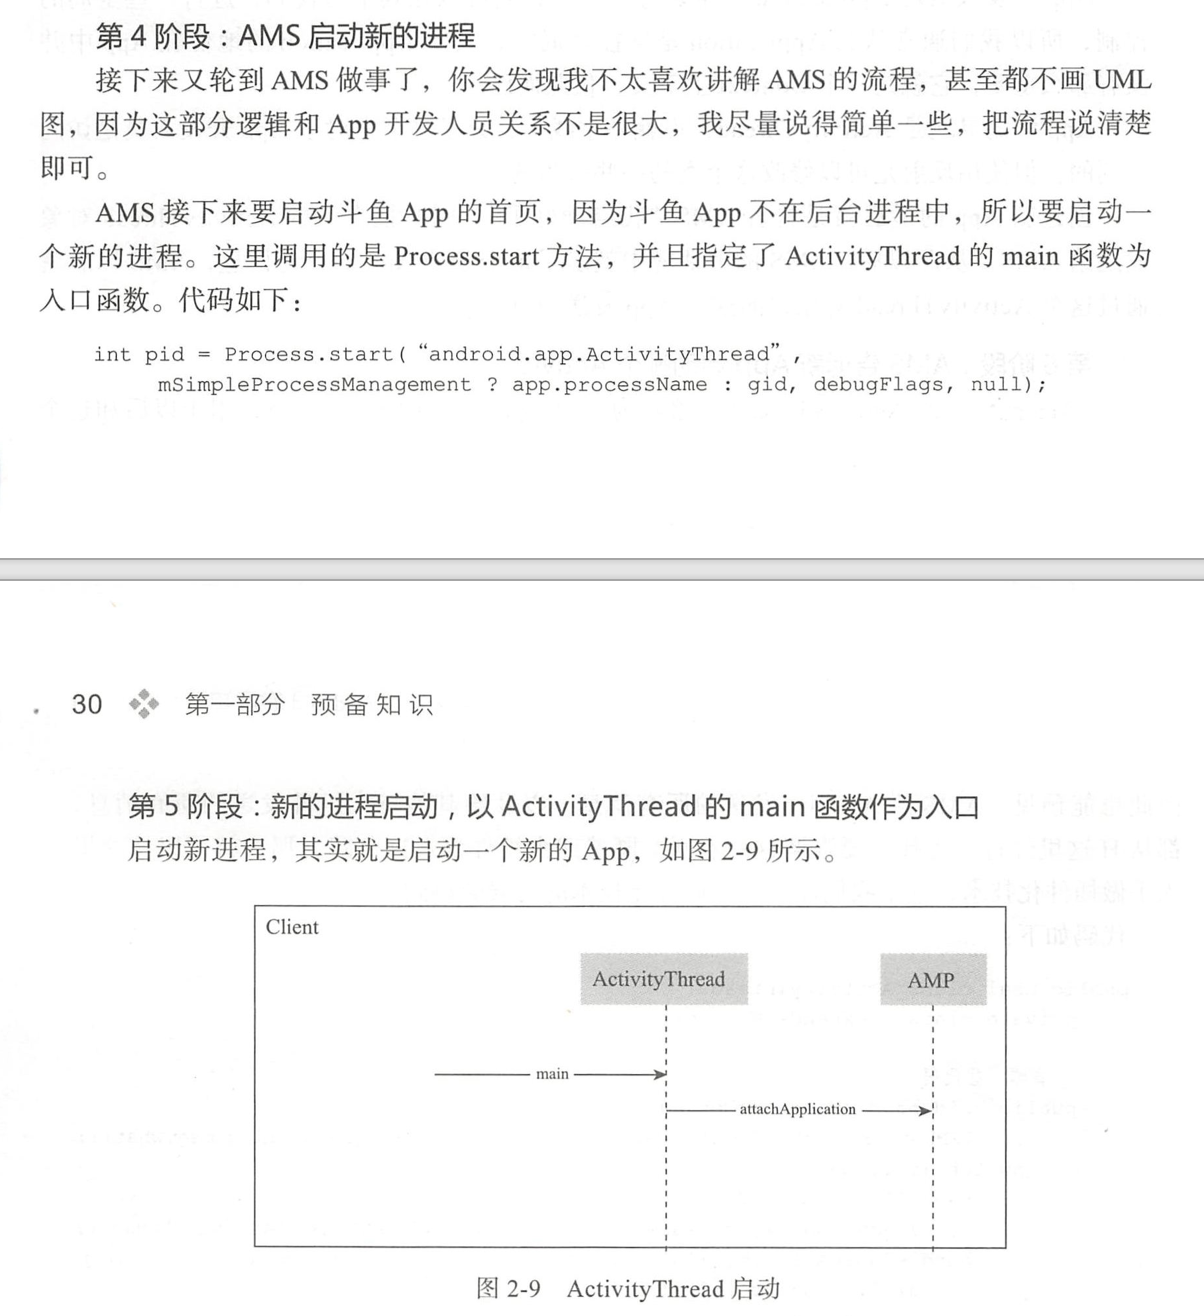 第 4 阶段：AMS 启动新的进程
接下来又轮到 AMS 做事了，你会发现我不太喜欢讲解 AMS 的流程，甚至都不画 UML
图，因为这部分逻辑和 App 开发人员关系不是很大，我尽量说得简单一些，把流程说清楚
即可。
AMS 接下来要启动斗鱼 App 的首页，因为斗鱼 App 不在后台进程中，所以要启动一
个新的进程。这里调用的是 Process.start 方法，并且指定了 ActivityThread 的 main 函数为
入口函数。代码如下：
int pid = Process.start(“android.app.ActivityThread”,
mSimpleProcessManagement ? app.processName : gid, debugFlags, null);
30 第一部分 预备知识
第 5 阶段：新的进程启动，以 ActivityThread 的 main 函数作为入口
启动新进程，其实就是启动一个新的 App，如图 2-9 所示。
Client
ActivityThread AMP
main
attachApplication
图 2-9 ActivityThread 启动